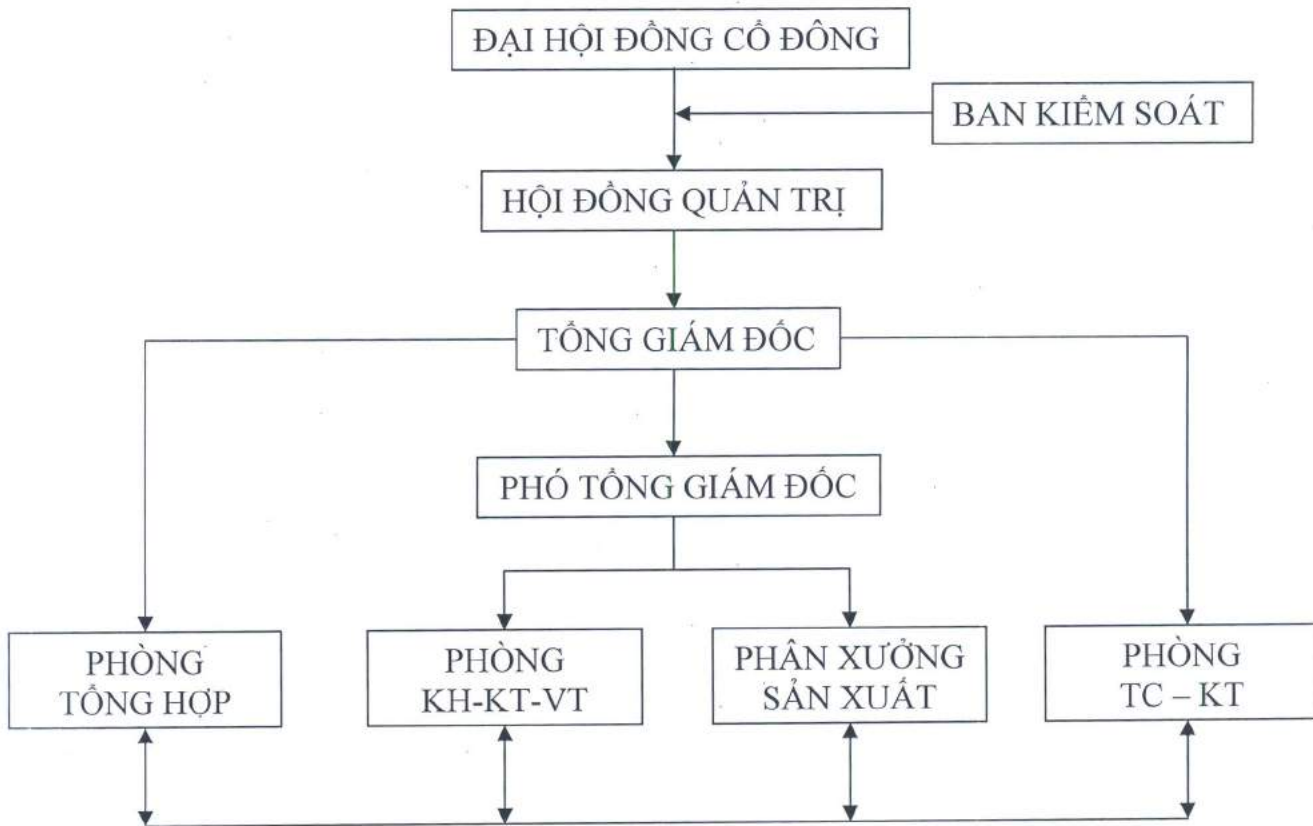 ĐẠI HỘI ĐỒNG CỔ ĐÔNG
BAN KIỂM SOÁT
HỘI ĐỒNG QUẢN TRỊ
TỔNG GIÁM ĐỐC
PHÓ TỔNG GIÁM ĐỐC
PHÒNG
TỔNG HỢP
PHÒNG
KH-KT-VT
PHÂN XƯỞNG
SẢN XUẤT
PHÒNG
TC – KT